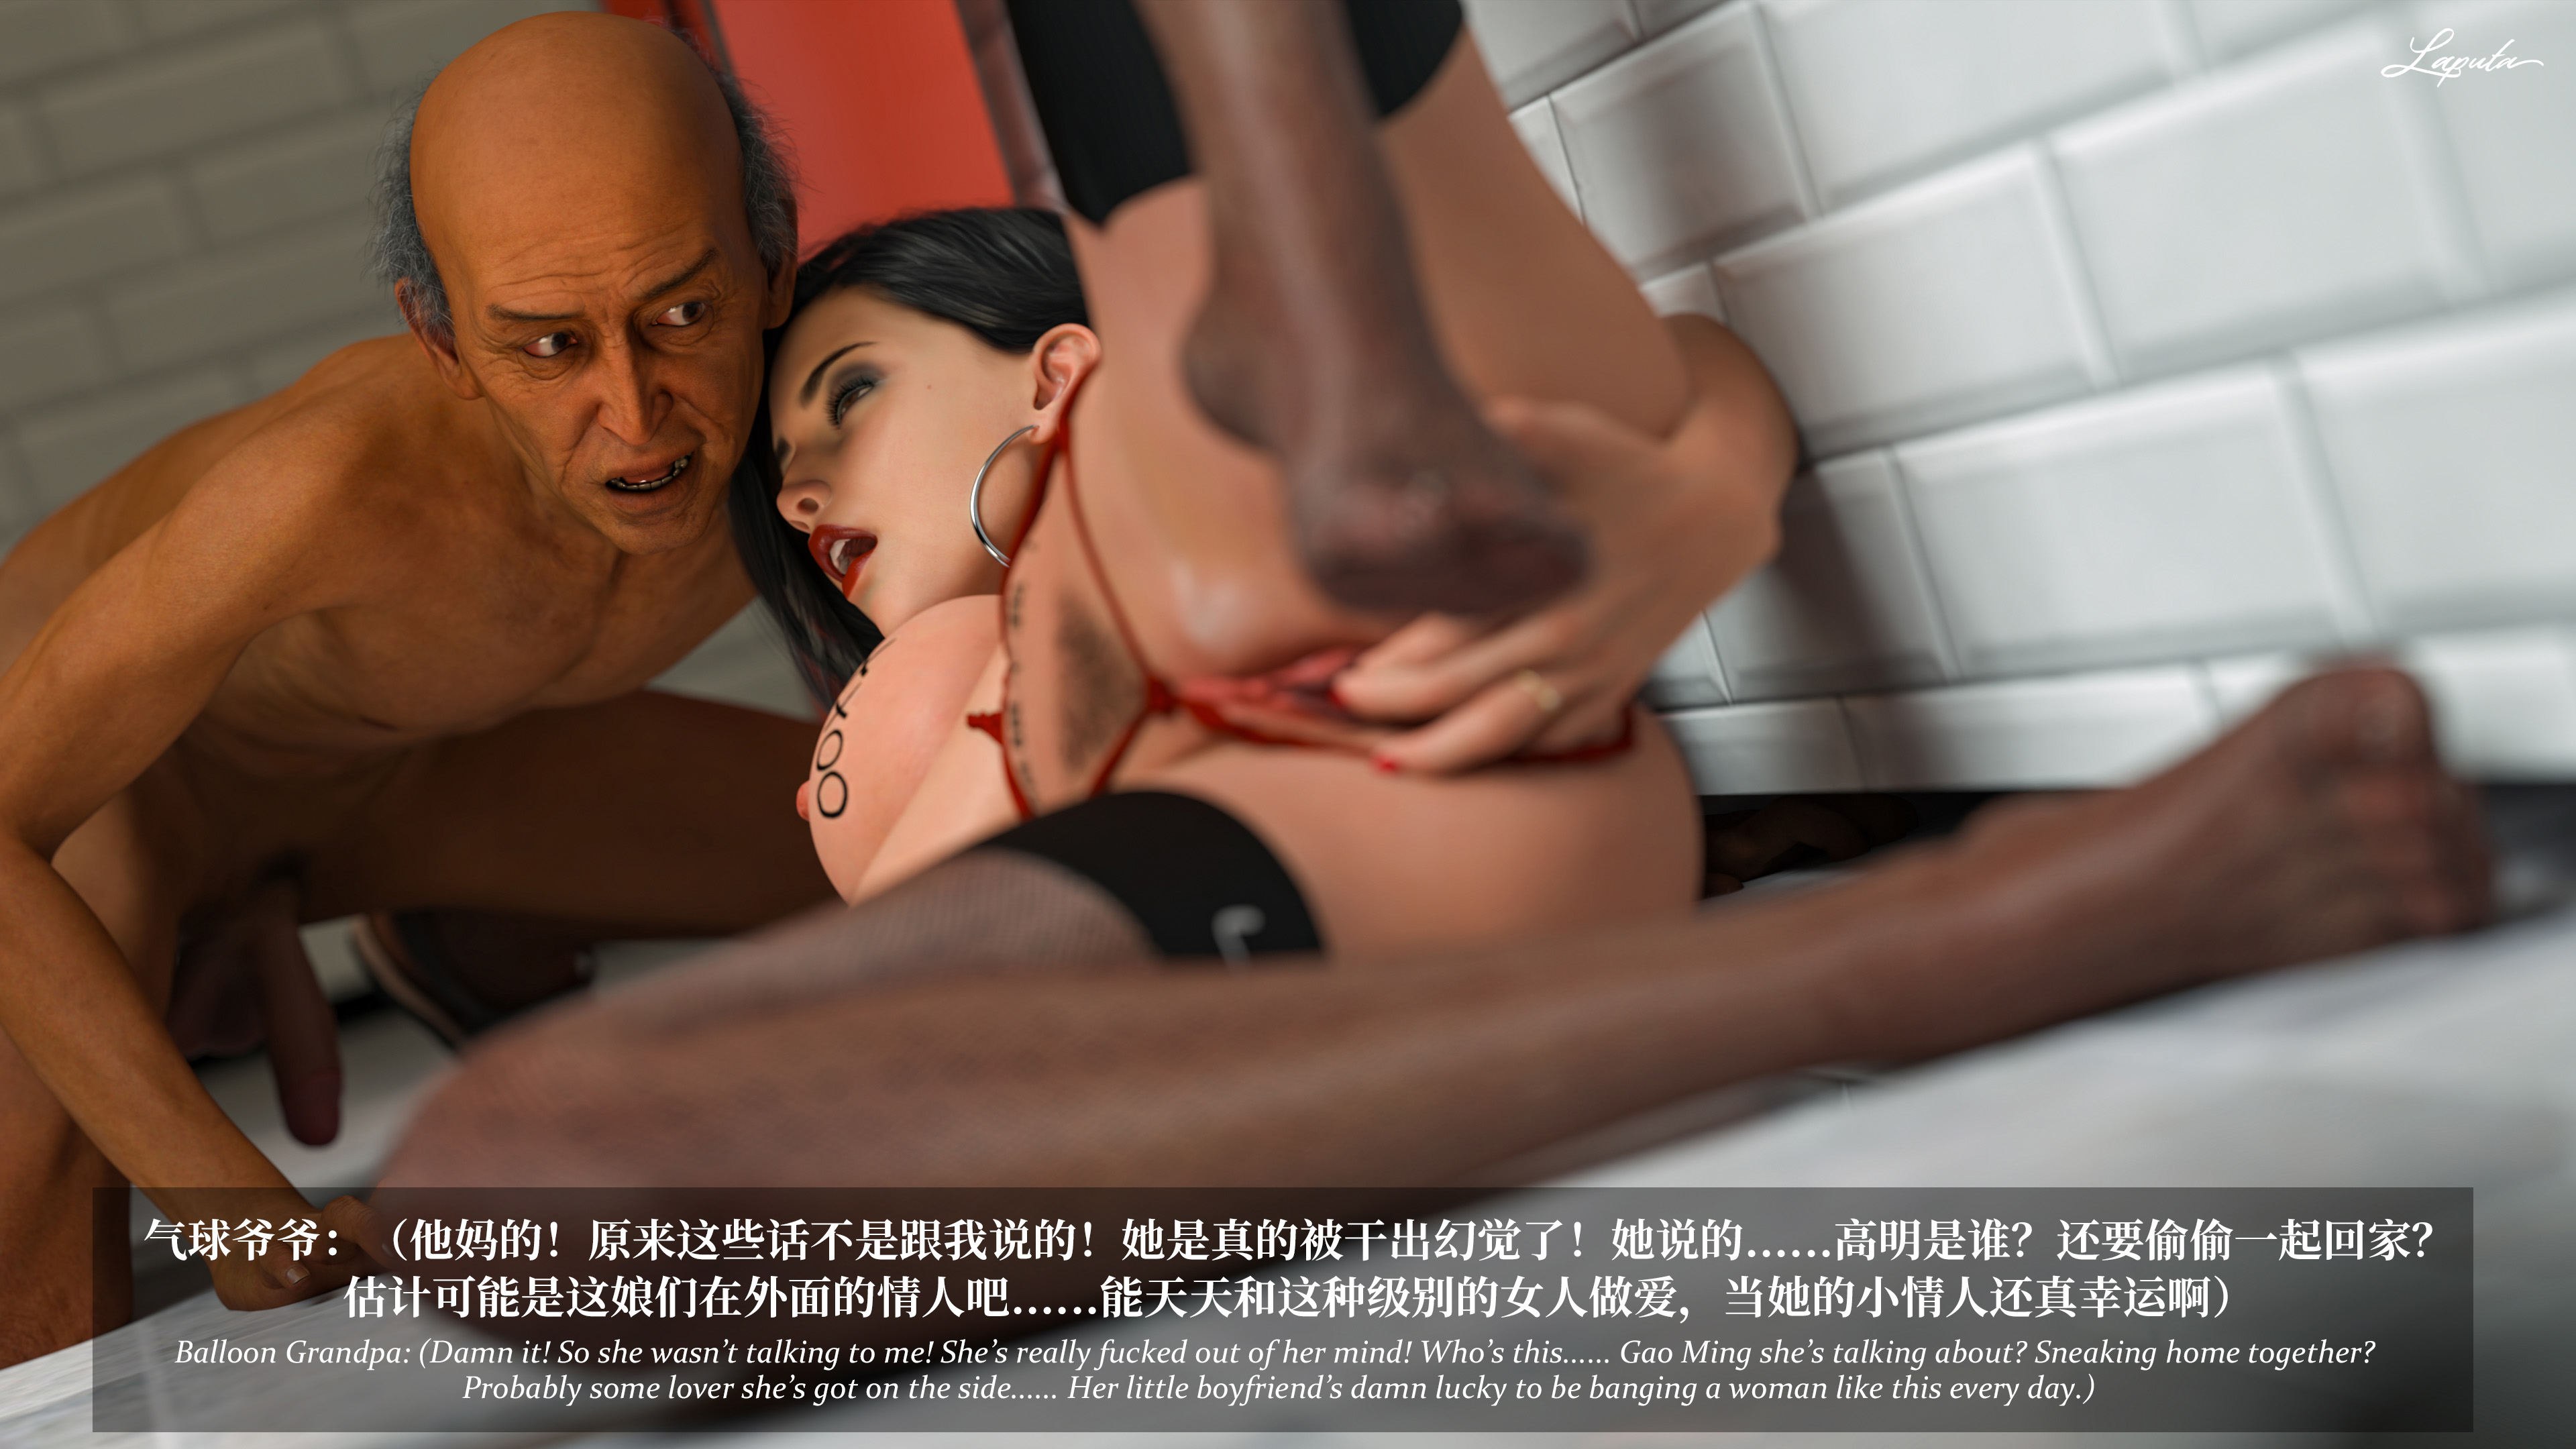 Laputa
气球爷爷：（他妈的！原来这些话不是跟我说的！她是真的被干出幻觉了！她说的……高明是谁？还要偷偷一起回家？
估计可能是这娘们在外面的情人吧……能天天和这种级别的女人做爱，当她的小情人还真幸运啊）
Balloon Grandpa: (Damn it! So she wasn’t talking to me! She’s really fucked out of her mind! Who’s this...... Gao Ming she’s talking about? Sneaking home together?
Probably some lover she’s got on the side...... Her little boyfriend’s damn lucky to be banging a woman like this every day.)